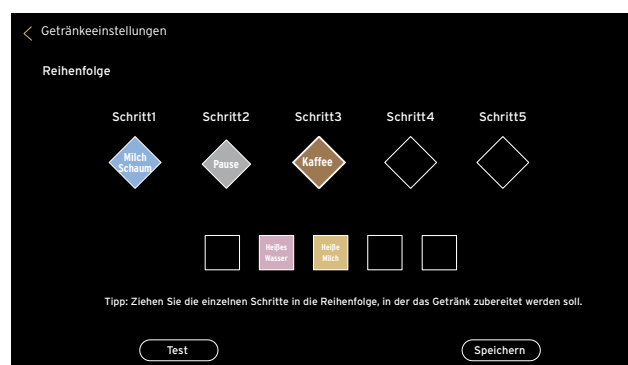 Getränkeeinstellungen
Reihenfolge
Schritt1 Schritt2 Schritt3 Schritt4 Schritt5
Milch
Schaum
Pause
Kaffee
Heißes
Wasser
Heiße
Milch
Tipp: Ziehen Sie die einzelnen Schritte in die Reihenfolge, in der das Getränk zubereitet werden soll.
Test
Speichern